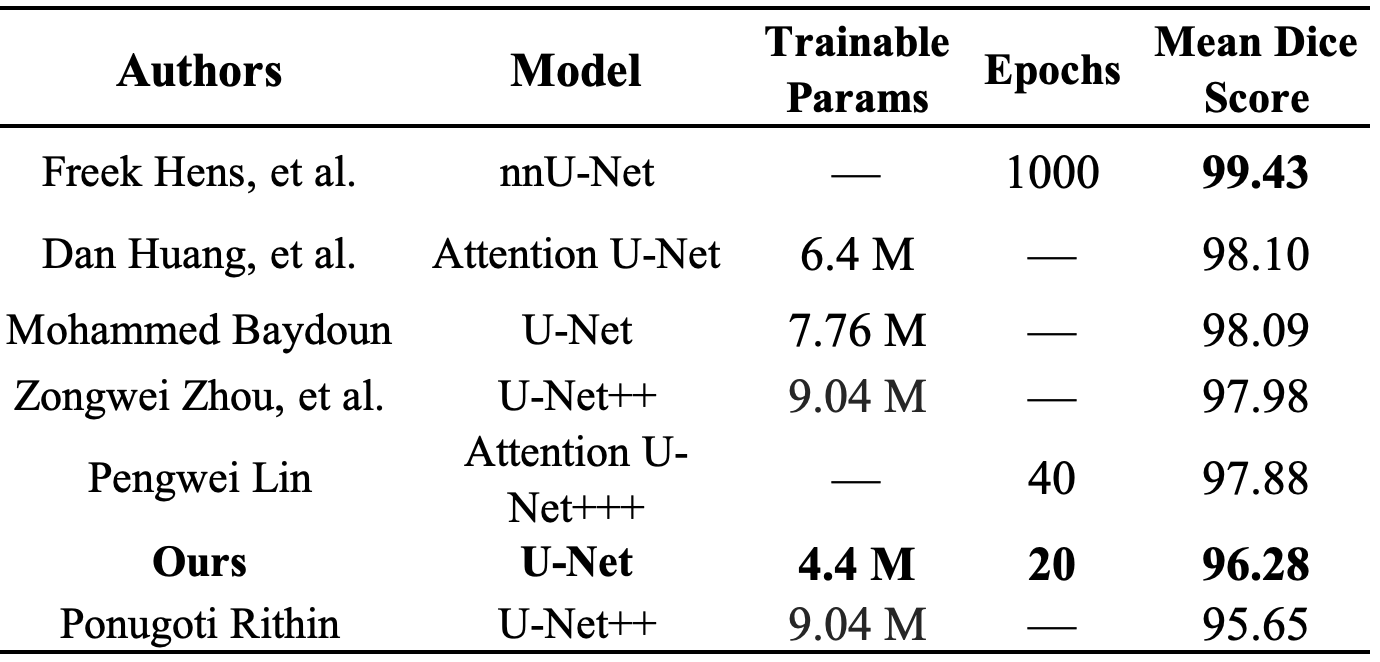 Authors Model Trainable Params Epochs Mean Dice Score
Freek Hens, et al. nnU-Net — 1000 99.43
Dan Huang, et al. Attention U-Net 6.4 M — 98.10
Mohammed Baydoun U-Net 7.76 M — 98.09
Zongwei Zhou, et al. U-Net++ 9.04 M — 97.98
Pengwei Lin Attention U-Net+++ — 40 97.88
Ours U-Net 4.4 M 20 96.28
Ponugoti Rithin U-Net++ 9.04 M — 95.65